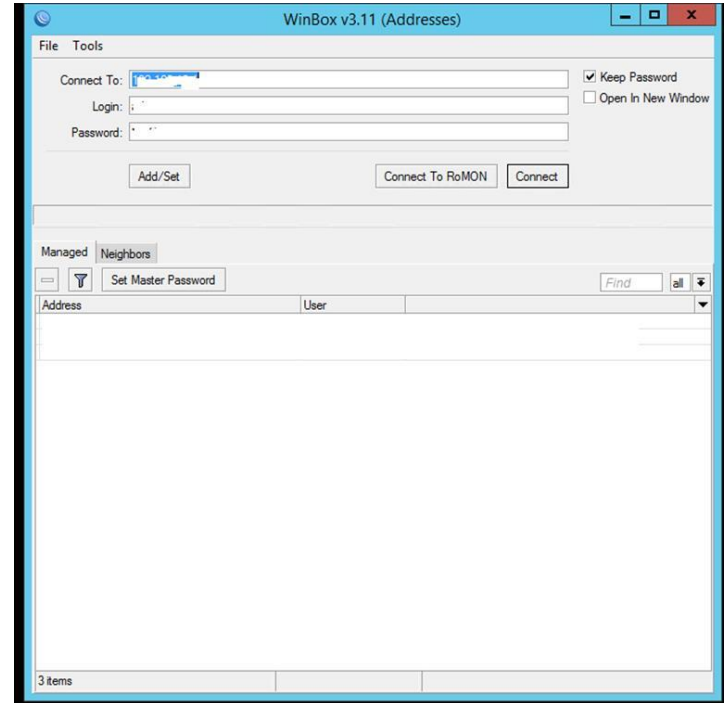 WinBox v3.11 (Addresses)
File Tools
Connect To:
Keep Password
Login:
Open In New Window
Password:
Add/Set Connect To RoMON Connect
Managed Neighbors
Set Master Password Find all
Address User
3 items